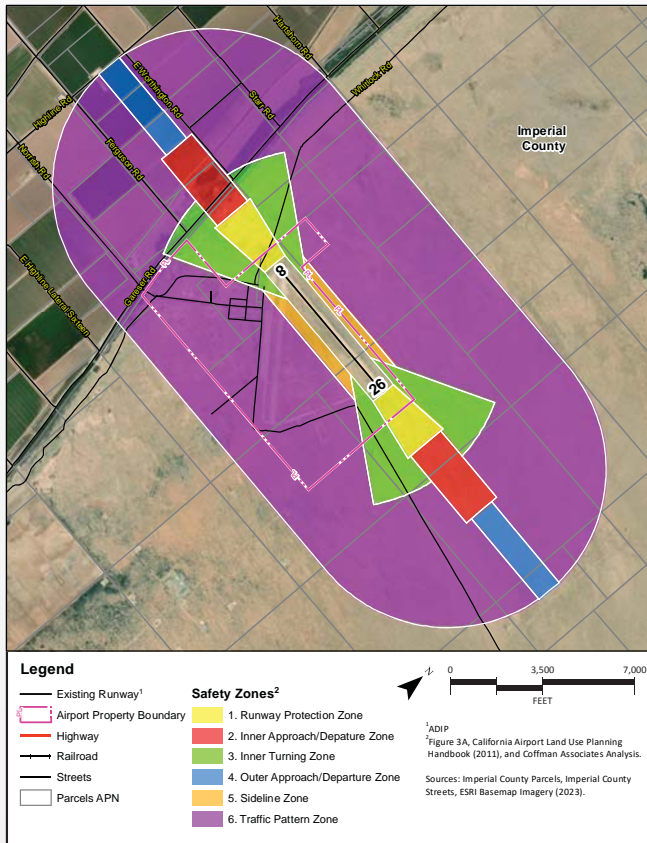 Hartshorn Rd
Whitlock Rd
E Worthington Rd
Starr Rd
Highline Rd
Ferguson Rd
Norrish Rd
Imperial
County
E Highline Lateral Sixteen
8
26
Legend
Existing Runway1
Airport Property Boundary
Highway
Railroad
Streets
Parcels APN
Safety Zones2
1. Runway Protection Zone
2. Inner Approach/Depature Zone
3. Inner Turning Zone
4. Outer Approach/Departure Zone
5. Sideline Zone
6. Traffic Pattern Zone
N
0 3,500 7,000
FEET
1ADIP
2Figure 3A, California Airport Land Use Planning
Handbook (2011), and Coffman Associates Analysis.
Sources: Imperial County Parcels, Imperial County
Streets, ESRI Basemap Imagery (2023).